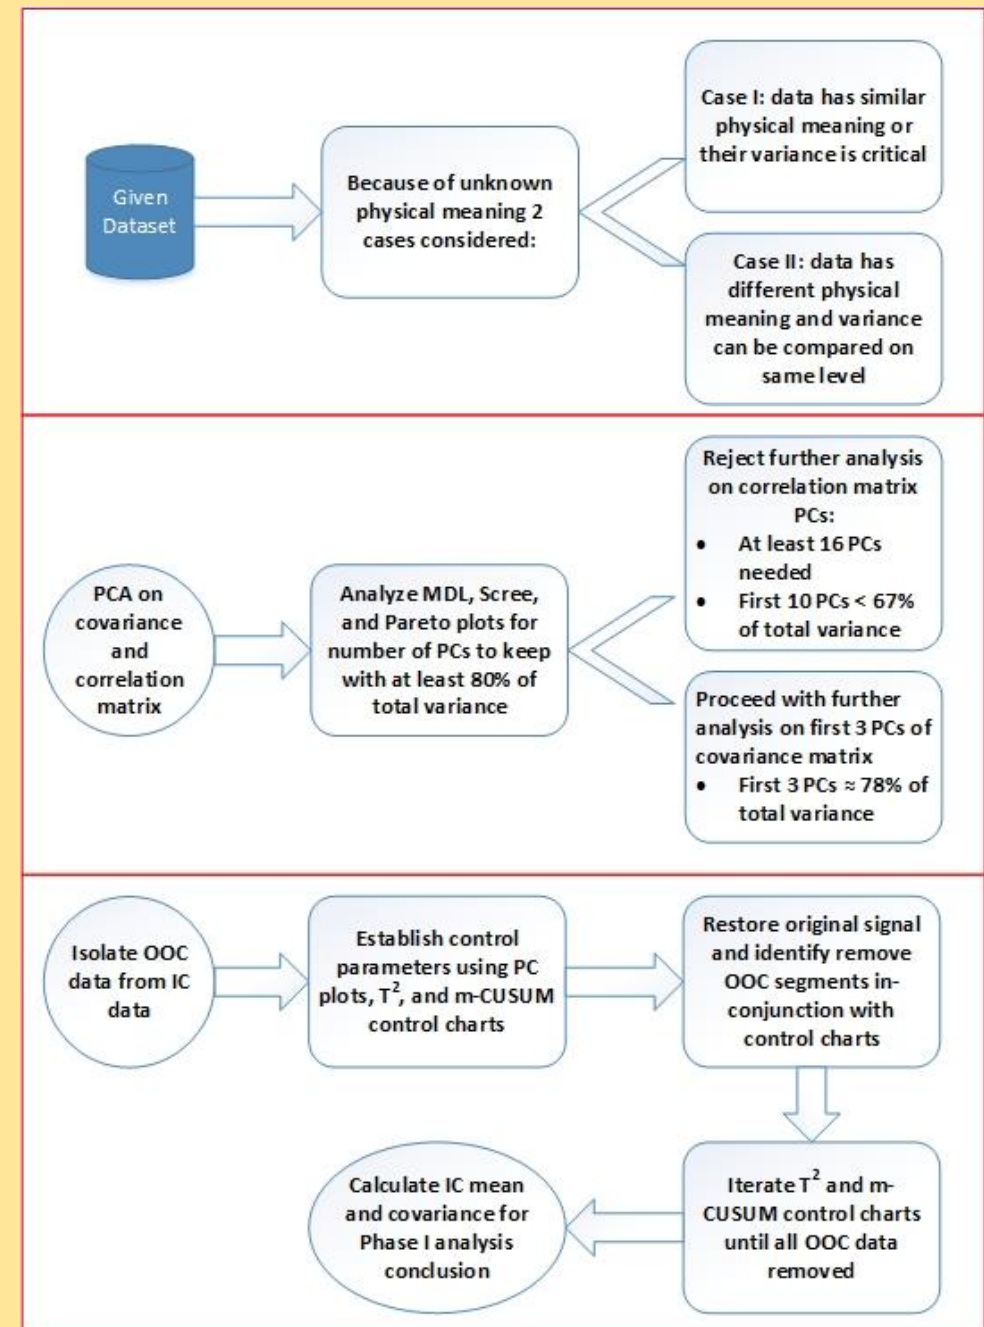 Given
Dataset
Because of unknown
physical meaning 2
cases considered:
Case I: data has similar
physical meaning or
their variance is critical
Case II: data has
different physical
meaning and variance
can be compared on
same level
PCA on
covariance
and
correlation
matrix
Analyze MDL, Scree,
and Pareto plots for
number of PCs to keep
with at least 80% of
total variance
Reject further analysis
on correlation matrix
PCs:
• At least 16 PCs
needed
• First 10 PCs < 67%
of total variance
Proceed with further
analysis on first 3 PCs of
covariance matrix
• First 3 PCs ≈ 78% of
total variance
Isolate OOC
data from IC
data
Establish control
parameters using PC
plots, T², and m-CUSUM
control charts
Restore original signal
and identify remove
OOC segments in-
conjunction with
control charts
Iterate T² and m-
CUSUM control charts
until all OOC data
removed
Calculate IC mean
and covariance for
Phase I analysis
conclusion